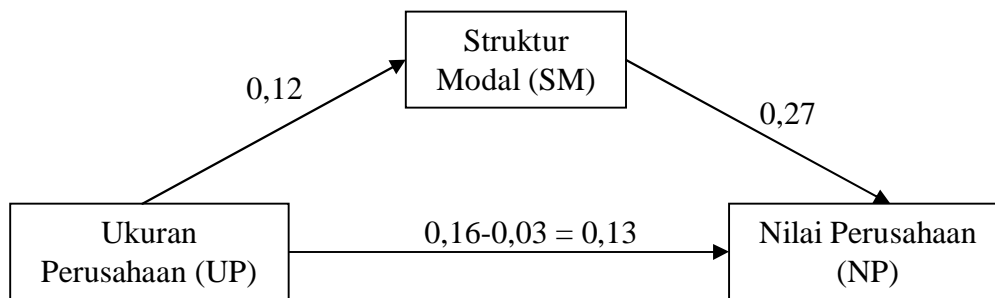 Struktur
Modal (SM)
0,12
0,27
Ukuran
Perusahaan (UP)
0,16-0,03 = 0,13
Nilai Perusahaan
(NP)